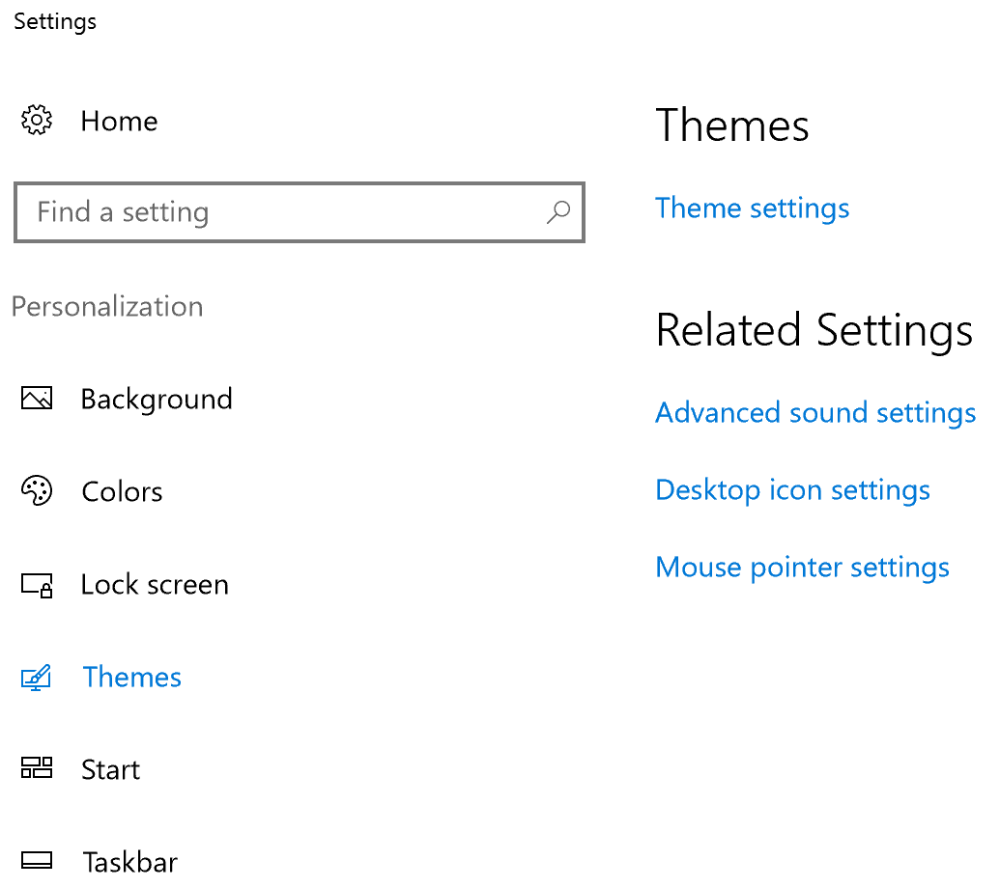 Settings
Home
Find a setting
Personalization
Background
Colors
Lock screen
Themes
Start
Taskbar
Themes
Theme settings
Related Settings
Advanced sound settings
Desktop icon settings
Mouse pointer settings